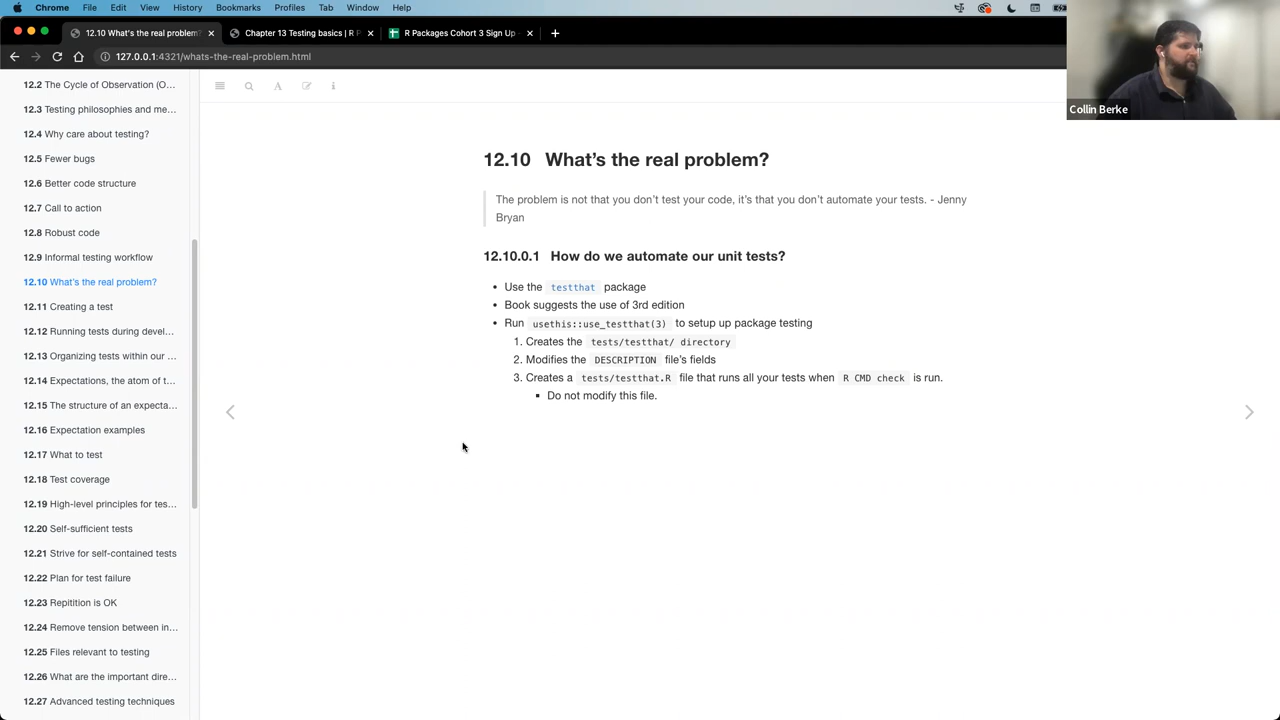 Chrome File Edit View History Bookmarks Profiles Tab Window Help
12.10 What's the real problem?
Chapter 13 Testing basics | R P
R Packages Cohort 3 Sign Up -
127.0.0.1:4321/whats-the-real-problem.html
Collin Berke
12.2 The Cycle of Observation (O...
12.3 Testing philosophies and me...
12.4 Why care about testing?
12.5 Fewer bugs
12.6 Better code structure
12.7 Call to action
12.8 Robust code
12.9 Informal testing workflow
12.10 What's the real problem?
12.11 Creating a test
12.12 Running tests during devel...
12.13 Organizing tests within our ...
12.14 Expectations, the atom of t...
12.15 The structure of an expecta...
12.16 Expectation examples
12.17 What to test
12.18 Test coverage
12.19 High-level principles for tes...
12.20 Self-sufficient tests
12.21 Strive for self-contained tests
12.22 Plan for test failure
12.23 Repitition is OK
12.24 Remove tension between in...
12.25 Files relevant to testing
12.26 What are the important dire...
12.27 Advanced testing techniques
12.10 What's the real problem?
The problem is not that you don't test your code, it's that you don't automate your tests. - Jenny
Bryan
12.10.0.1 How do we automate our unit tests?
• Use the testthat package
• Book suggests the use of 3rd edition
• Run usethis::use_testthat(3) to setup up package testing
1. Creates the tests/testthat/ directory
2. Modifies the DESCRIPTION file's fields
3. Creates a tests/testthat.R file that runs all your tests when R CMD check is run.
▪ Do not modify this file.